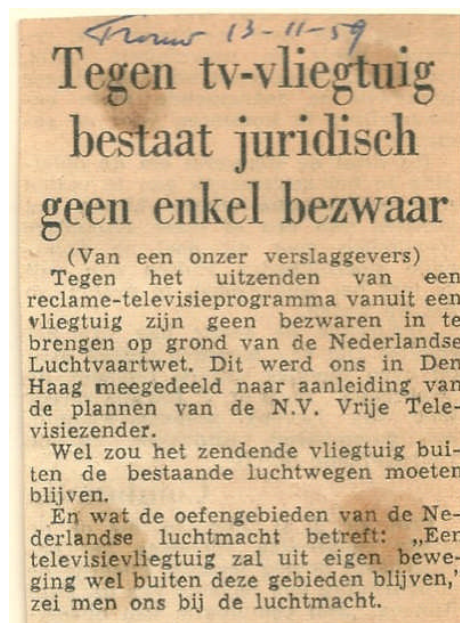 Trouw 13-11-59
Tegen tv-vliegtuig
bestaat juridisch
geen enkel bezwaar
(Van een onzer verslaggevers)
Tegen het uitzenden van een
reclame-televisieprogramma vanuit een
vliegtuig zijn geen bezwaren in te
brengen op grond van de Nederlandse
Luchtvaartwet. Dit werd ons in Den
Haag meegedeeld naar aanleiding van
de plannen van de N.V. Vrije Tele-
visiezender.
Wel zou het zendende vliegtuig bui-
ten de bestaande luchtwegen moeten
blijven.
En wat de oefengebieden van de Ne-
derlandse luchtmacht betreft: „Een
televisievliegtuig zal uit eigen bewe-
ging wel buiten deze gebieden blijven,"
zei men ons bij de luchtmacht.